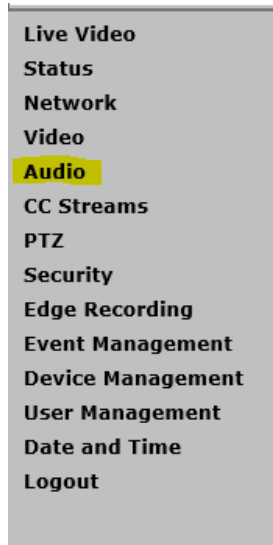 Live Video
Status
Network
Video
Audio
CC Streams
PTZ
Security
Edge Recording
Event Management
Device Management
User Management
Date and Time
Logout